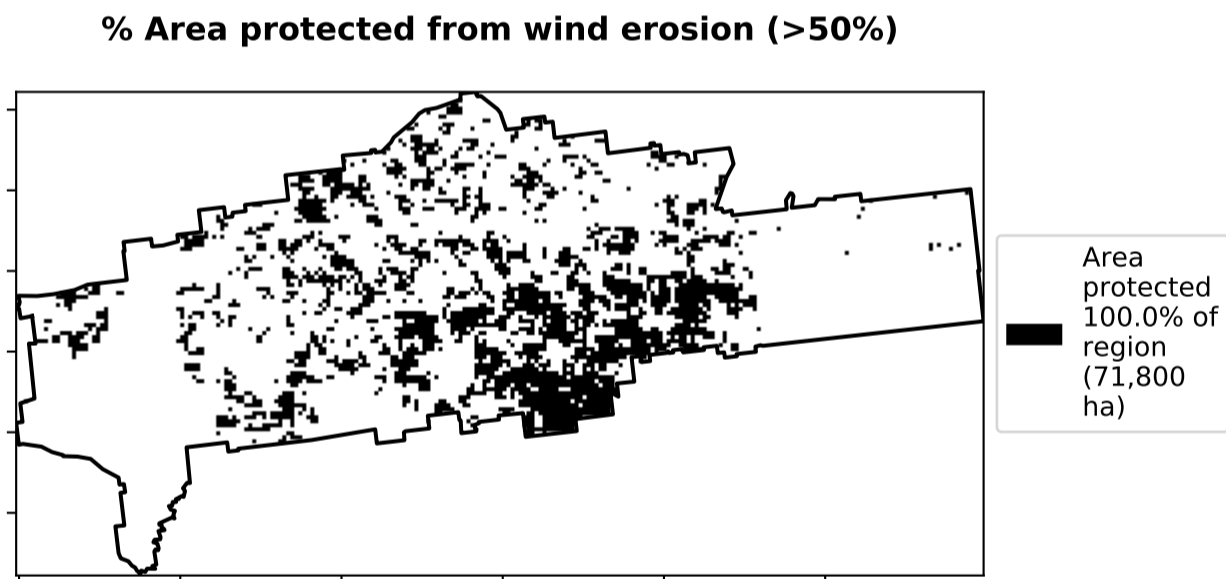 % Area protected from wind erosion (>50%)
Area
protected
100.0% of
region
(71,800
ha)